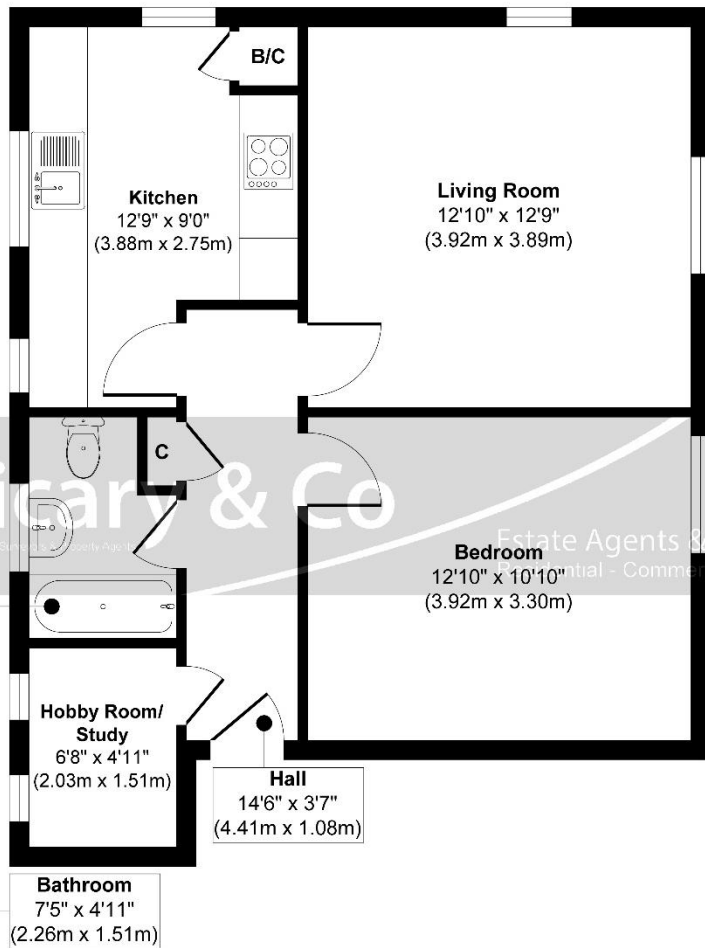 B/C
Kitchen
12'9" x 9'0"
(3.88m x 2.75m)
Living Room
12'10" x 12'9"
(3.92m x 3.89m)
C
icary & Co
Estate Agents &
Residential - Commer
Bedroom
12'10" x 10'10"
(3.92m x 3.30m)
Hobby Room/
Study
6'8" x 4'11"
(2.03m x 1.51m)
Hall
14'6" x 3'7"
(4.41m x 1.08m)
Bathroom
7'5" x 4'11"
(2.26m x 1.51m)